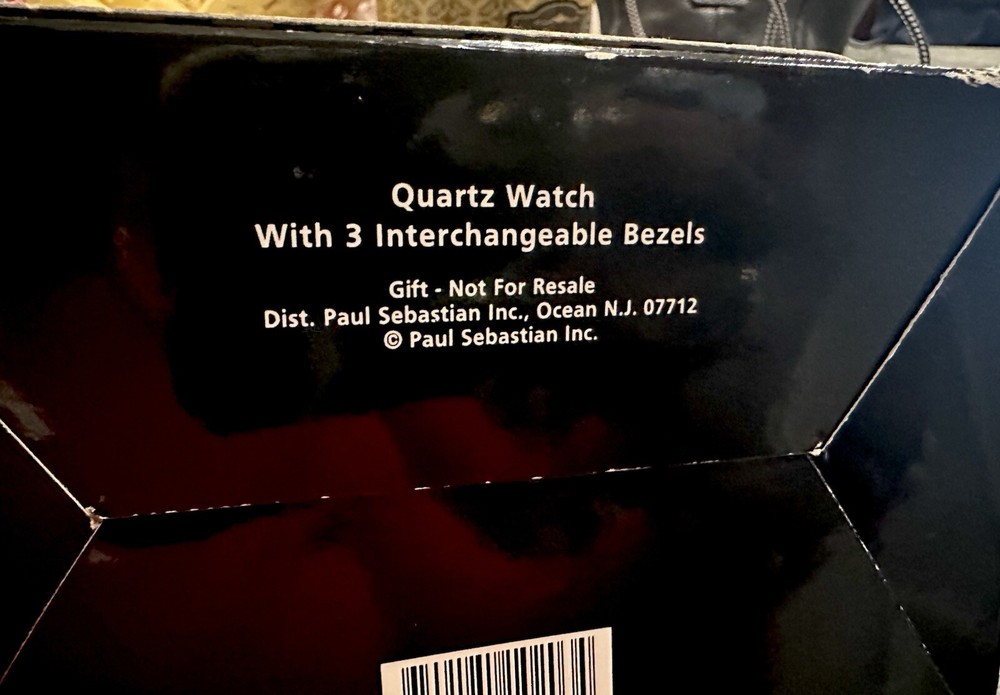 Quartz Watch
With 3 Interchangeable Bezels
Gift - Not For Resale
Dist. Paul Sebastian Inc., Ocean N.J. 07712
© Paul Sebastian Inc.